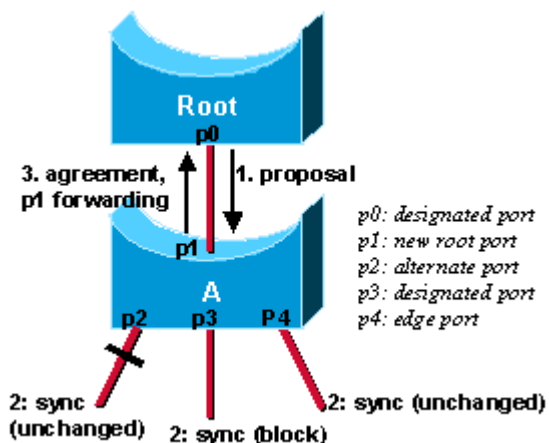 Root
p0
3. agreement,
p1 forwarding
1. proposal
p1
A
p2
p3
P4
p0: designated port
p1: new root port
p2: alternate port
p3: designated port
p4: edge port
2: sync
(unchanged)
2: sync (block)
2: sync (unchanged)